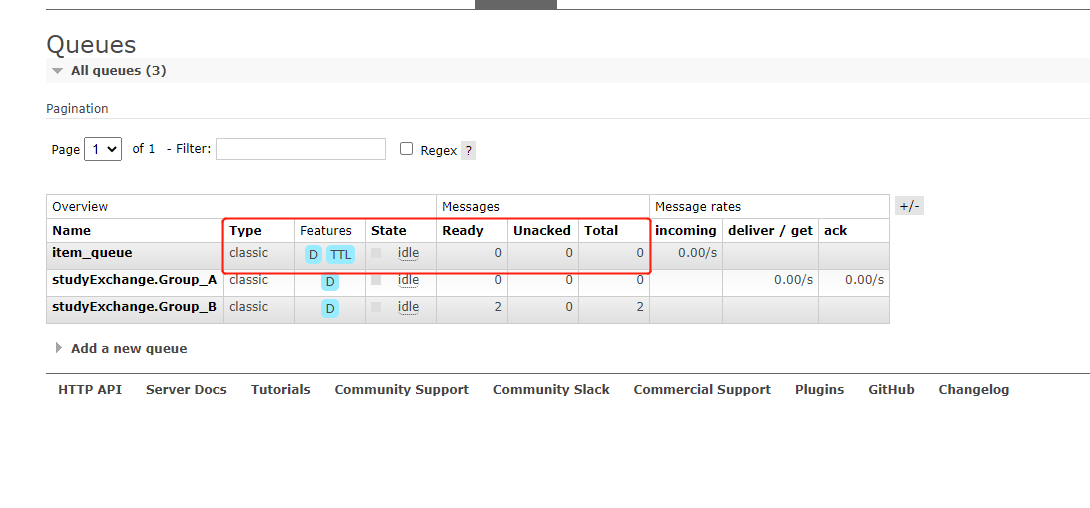 Queues
All queues (3)
Pagination
Page 1 of 1 - Filter: Regex ?
Overview Messages Message rates +/-
Name Type Features State Ready Unacked Total incoming deliver / get ack
item_queue classic D TTL idle 0 0 0 0.00/s
studyExchange.Group_A classic D idle 0 0 0 0.00/s 0.00/s
studyExchange.Group_B classic D idle 2 0 2
Add a new queue
HTTP API Server Docs Tutorials Community Support Community Slack Commercial Support Plugins GitHub Changelog